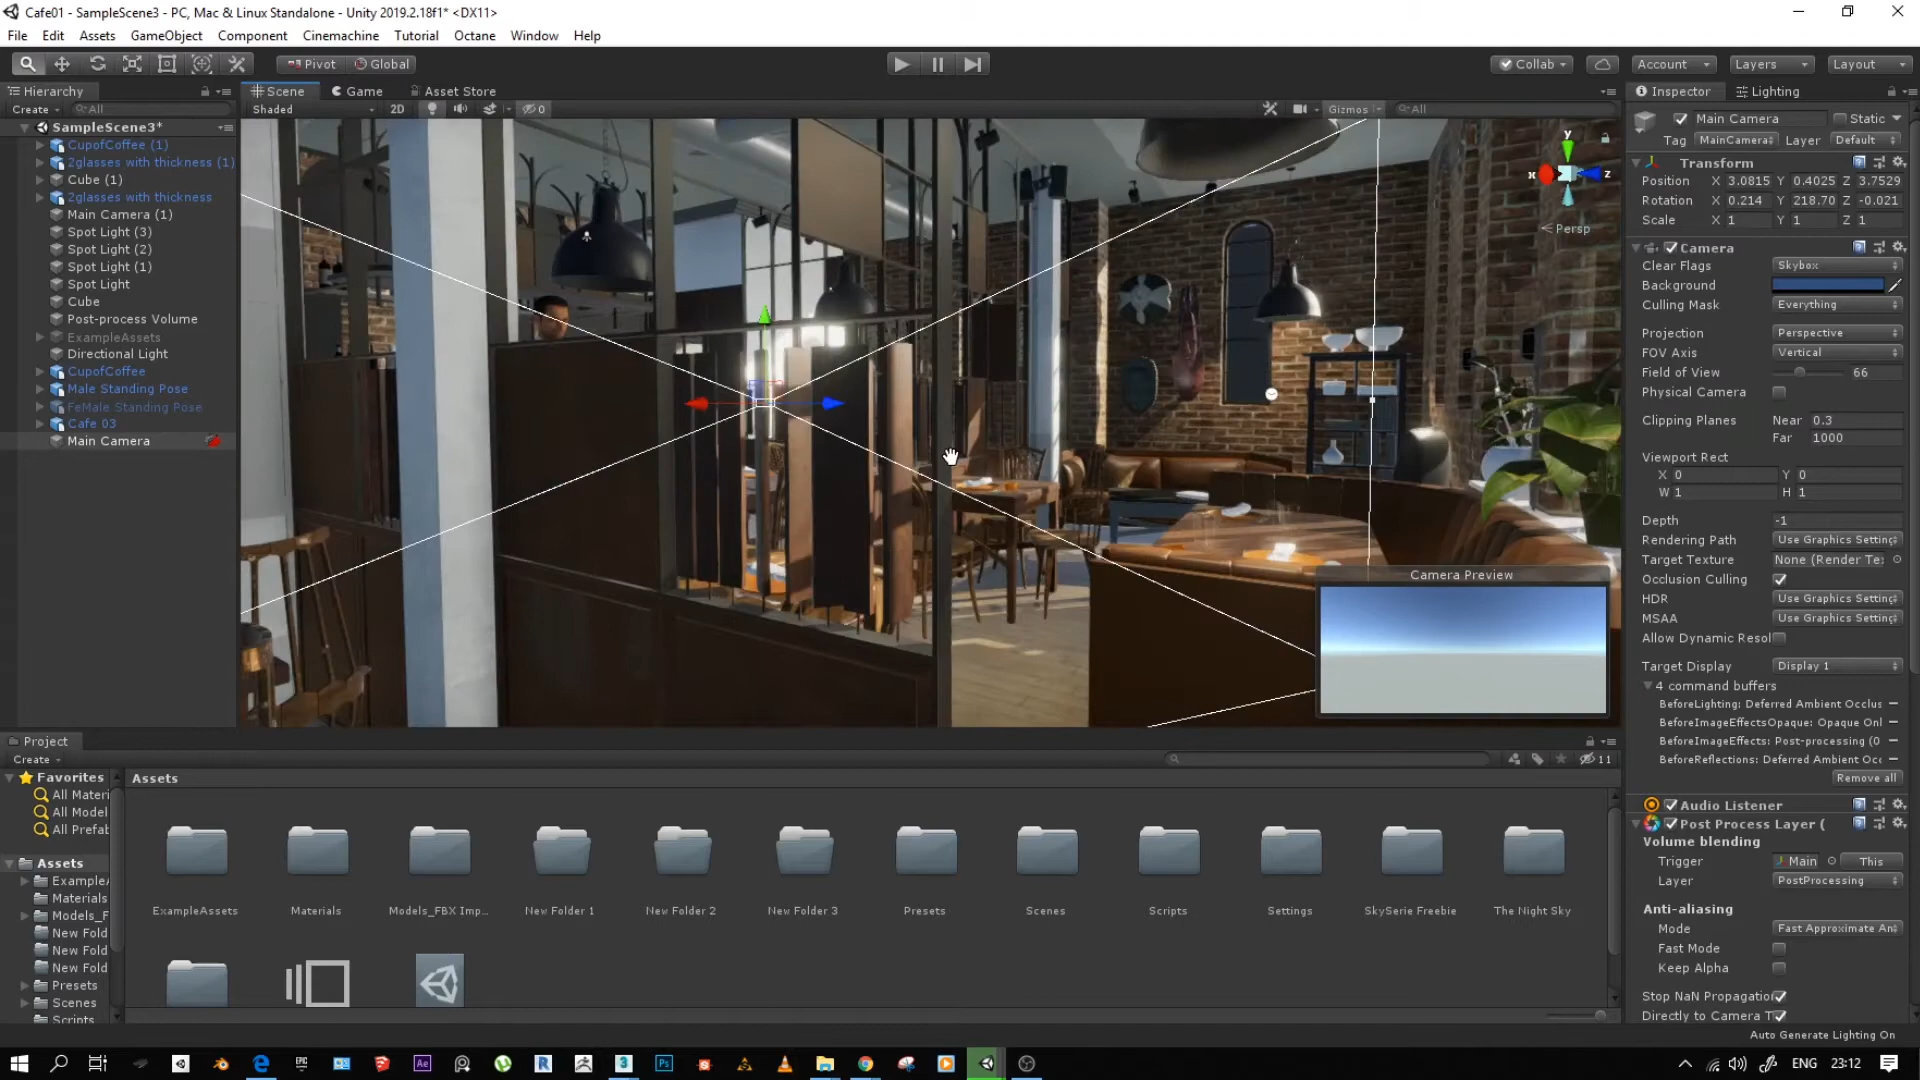 Cafe01 - SampleScene3 - PC, Mac & Linux Standalone - Unity 2019.2.18f1* <DX11>
File Edit Assets GameObject Component Cinemachine Tutorial Octane Window Help
Pivot Global Collab Account Layers Layout
Hierarchy Scene Game Asset Store Inspector Lighting
Create All Shaded 2D 0 Gizmos All
SampleScene3*
CupofCoffee (1)
2glasses with thickness (1)
Cube (1)
2glasses with thickness
Main Camera (1)
Spot Light (3)
Spot Light (2)
Spot Light (1)
Spot Light
Cube
Post-process Volume
ExampleAssets
Directional Light
CupofCoffee
Male Standing Pose
FeMale Standing Pose
Cafe 03
Main Camera
y
x z
Persp
Camera Preview
Main Camera Static
Tag MainCamera Layer Default
Transform
Position X 3.0815 Y 0.4025 Z 3.7529
Rotation X 0.214 Y 218.70 Z -0.021
Scale X 1 Y 1 Z 1
Camera
Clear Flags Skybox
Background
Culling Mask Everything
Projection Perspective
FOV Axis Vertical
Field of View 66
Physical Camera
Clipping Planes Near 0.3
Far 1000
Viewport Rect
X 0 Y 0
W 1 H 1
Depth -1
Rendering Path Use Graphics Setting
Target Texture None (Render Te
Occlusion Culling
HDR Use Graphics Setting
MSAA Use Graphics Setting
Allow Dynamic Resol
Target Display Display 1
4 command buffers
BeforeLighting: Deferred Ambient Occlus
BeforeImageEffectsOpaque: Opaque Onl
BeforeImageEffects: Post-processing (0
BeforeReflections: Deferred Ambient Occ
Remove all
Audio Listener
Post Process Layer (
Volume blending
Trigger Main This
Layer PostProcessing
Anti-aliasing
Mode Fast Approximate An
Fast Mode
Keep Alpha
Stop NaN Propagation
Directly to Camera T
Auto Generate Lighting On
Project
Create 11
Favorites
All Materi
All Model
All Prefab
Assets
Example
Materials
Models_F
New Fold
New Fold
New Fold
Presets
Scenes
Scripts
Assets
ExampleAssets Materials Models_FBX Imp... New Folder 1 New Folder 2 New Folder 3 Presets Scenes Scripts Settings SkySerie Freebie The Night Sky
EPIC Ae R 3 Ps
ENG 23:12